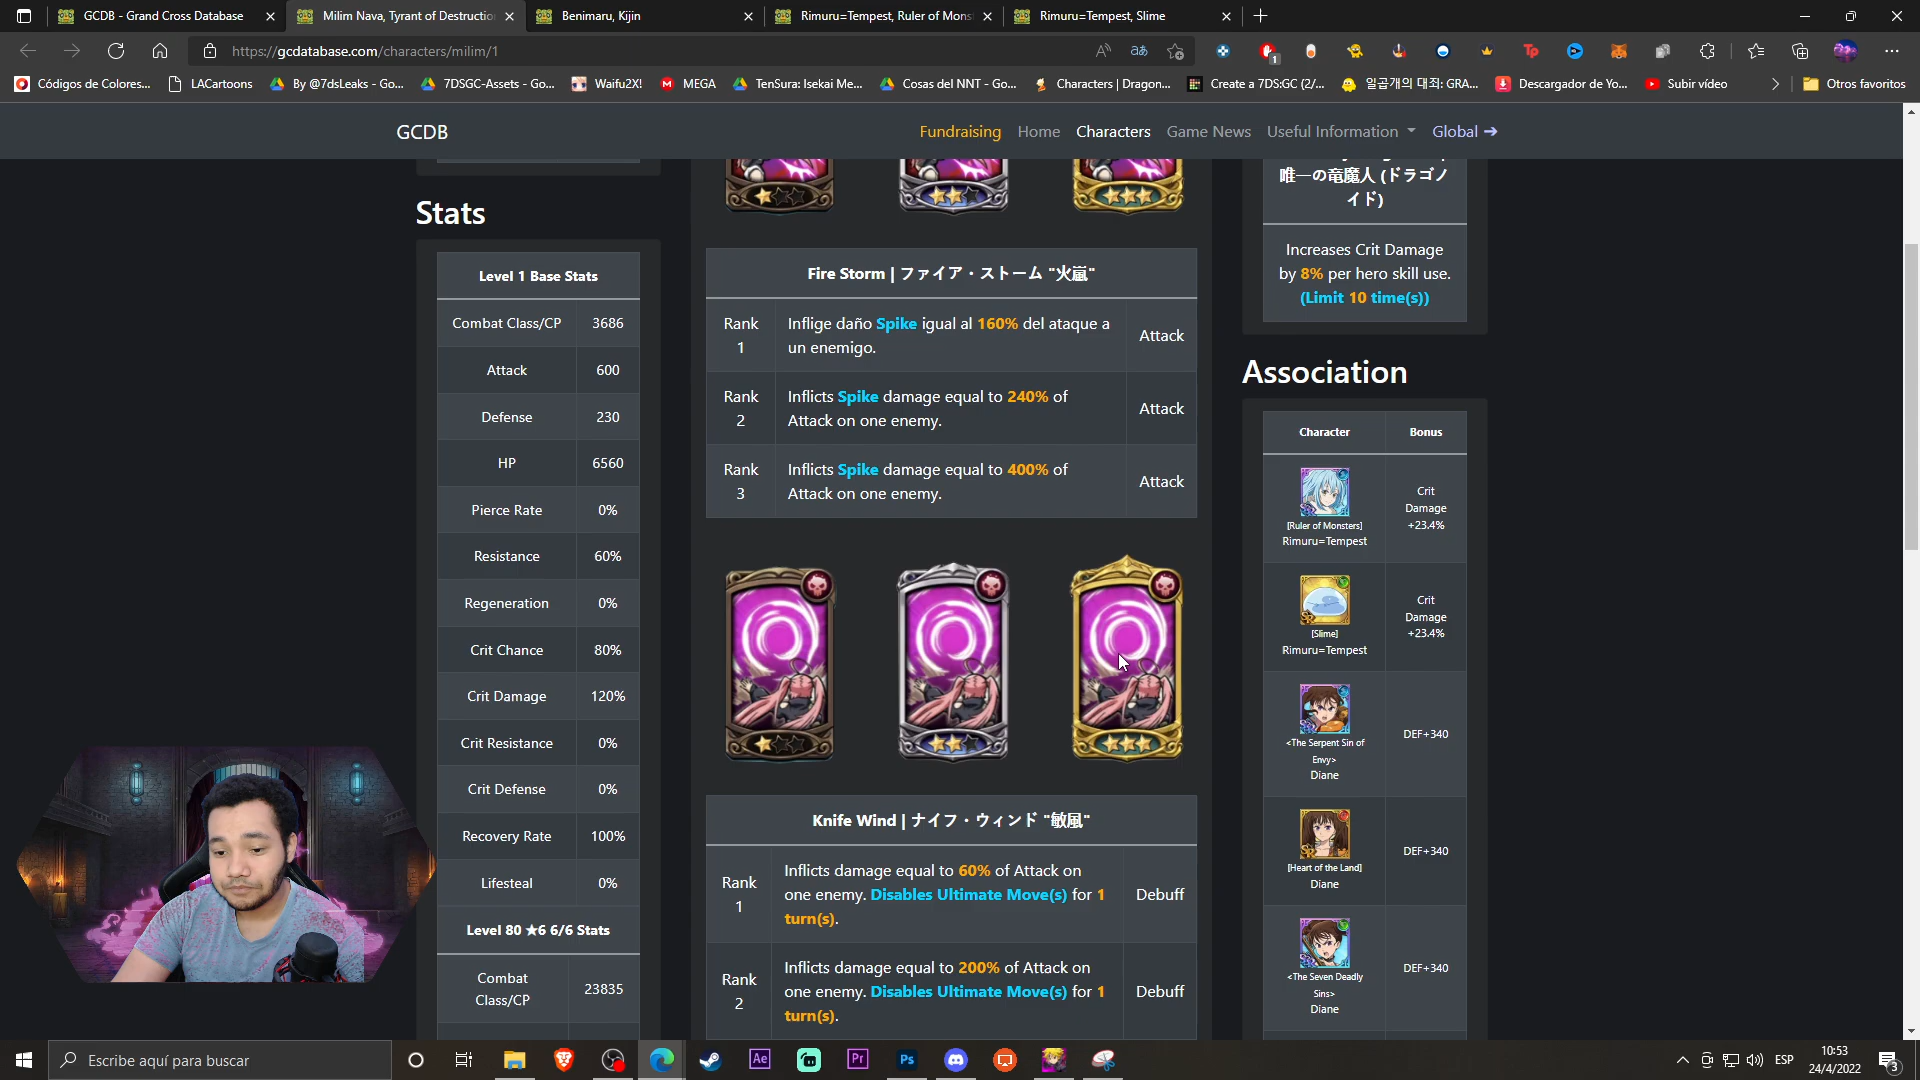 GCDB - Grand Cross Database
Milim Nava, Tyrant of Destructio
Benimaru, Kijin
Rimuru=Tempest, Ruler of Mons
Rimuru=Tempest, Slime
https://gcdatabase.com/characters/milim/1
Códigos de Colores...
LACartoons
By @7dsLeaks - Go...
7DSGC-Assets - Go...
Waifu2X!
MEGA
TenSura: Isekai Me...
Cosas del NNT - Go...
Characters | Dragon...
Create a 7DS:GC (2/...
일곱개의 대죄: GRA...
Descargador de Yo...
Subir vídeo
Otros favoritos
GCDB
Fundraising
Home
Characters
Game News
Useful Information
Global ➔
Stats
Level 1 Base Stats
Combat Class/CP 3686
Attack 600
Defense 230
HP 6560
Pierce Rate 0%
Resistance 60%
Regeneration 0%
Crit Chance 80%
Crit Damage 120%
Crit Resistance 0%
Crit Defense 0%
Recovery Rate 100%
Lifesteal 0%
Level 80 ★6 6/6 Stats
Combat
Class/CP 23835
Fire Storm | ファイア・ストーム "火嵐"
Rank
1
Inflige daño Spike igual al 160% del ataque a
un enemigo.
Attack
Rank
2
Inflicts Spike damage equal to 240% of
Attack on one enemy.
Attack
Rank
3
Inflicts Spike damage equal to 400% of
Attack on one enemy.
Attack
Knife Wind | ナイフ・ウィンド "敏風"
Rank
1
Inflicts damage equal to 60% of Attack on
one enemy. Disables Ultimate Move(s) for 1
turn(s).
Debuff
Rank
2
Inflicts damage equal to 200% of Attack on
one enemy. Disables Ultimate Move(s) for 1
turn(s).
Debuff
唯一の竜魔人 (ドラゴノ
イド)
Increases Crit Damage
by 8% per hero skill use.
(Limit 10 time(s))
Association
Character Bonus
[Ruler of Monsters]
Rimuru=Tempest
Crit
Damage
+23.4%
[Slime]
Rimuru=Tempest
Crit
Damage
+23.4%
<The Serpent Sin of
Envy>
Diane
DEF+340
[Heart of the Land]
Diane
DEF+340
<The Seven Deadly
Sins>
Diane
DEF+340
Escribe aquí para buscar
ESP
10:53
24/4/2022
3